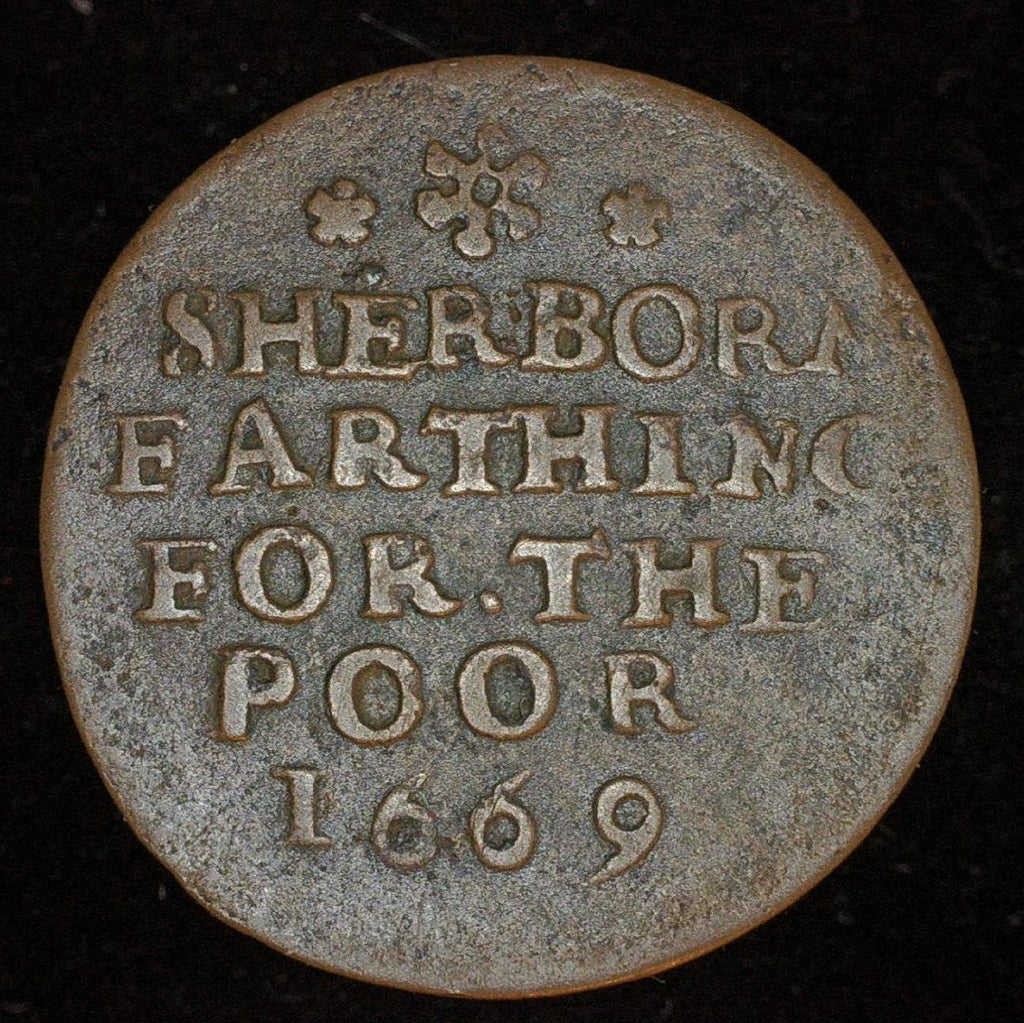 SHERBORN
FARTHING
FOR.THE
POOR
1669